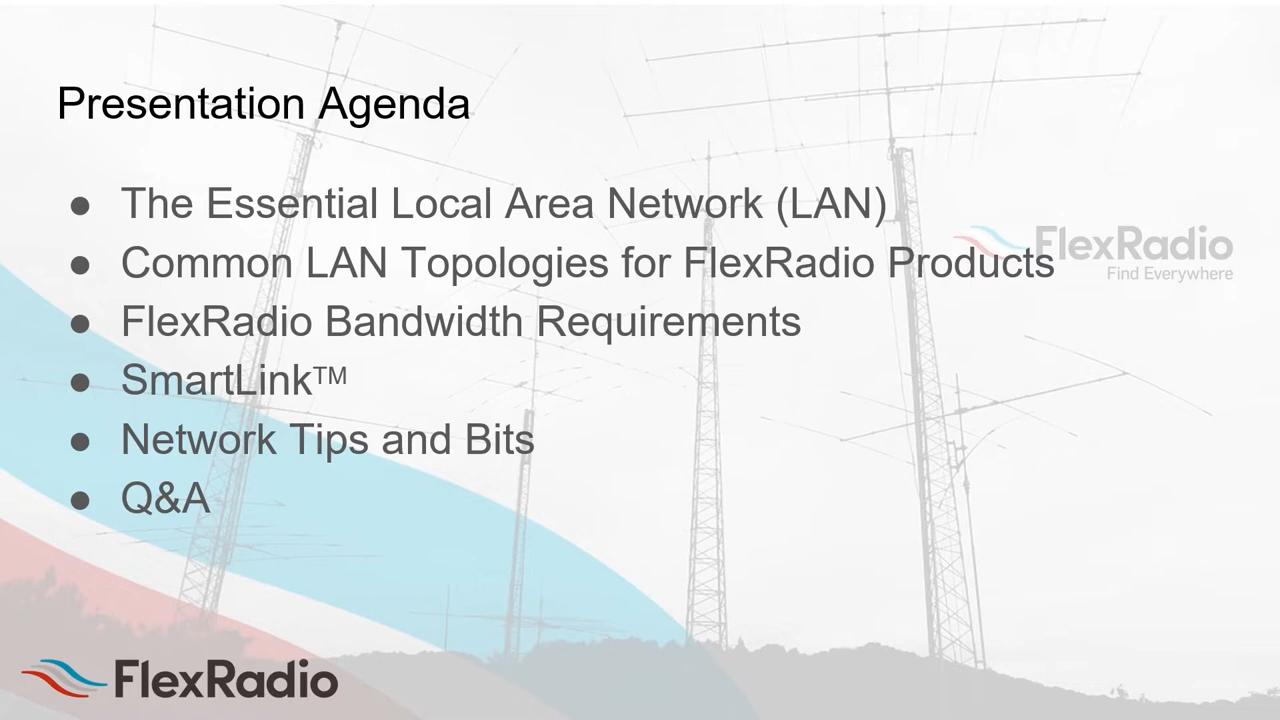 Presentation Agenda
● The Essential Local Area Network (LAN)
● Common LAN Topologies for FlexRadio Products
● FlexRadio Bandwidth Requirements
● SmartLink™
● Network Tips and Bits
● Q&A
FlexRadio
Find Everywhere
FlexRadio